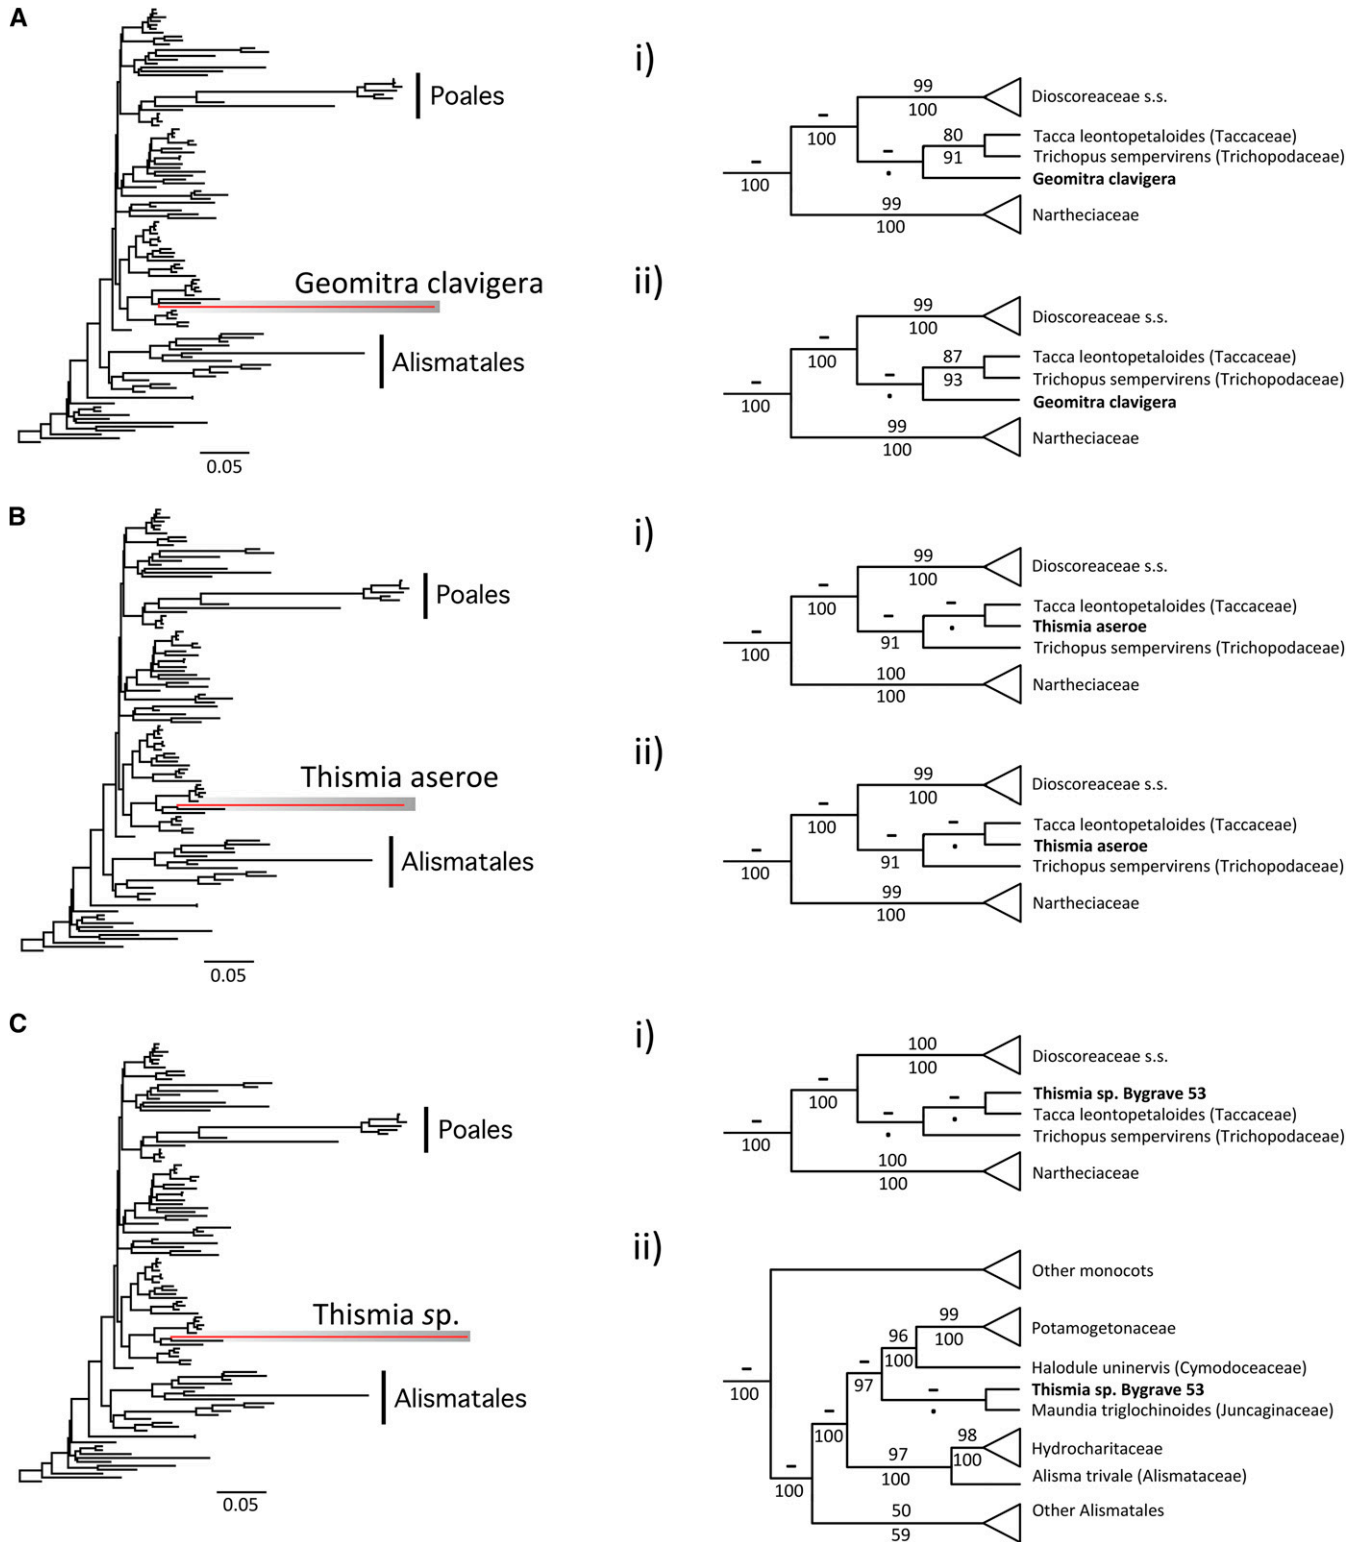 A
Poales
Geomitra clavigera
Alismatales
0.05
i)
99
100
Dioscoreaceae s.s.
–
100
80
91
Tacca leontopetaloides (Taccaceae)
Trichopus sempervirens (Trichopodaceae)
–
•
Geomitra clavigera
–
100
99
100
Nartheciaceae
ii)
99
100
Dioscoreaceae s.s.
–
100
87
93
Tacca leontopetaloides (Taccaceae)
Trichopus sempervirens (Trichopodaceae)
–
•
Geomitra clavigera
–
100
99
100
Nartheciaceae
B
Poales
Thismia aseroe
Alismatales
0.05
i)
99
100
Dioscoreaceae s.s.
–
100
–
•
Tacca leontopetaloides (Taccaceae)
Thismia aseroe
–
91
Trichopus sempervirens (Trichopodaceae)
–
100
100
100
Nartheciaceae
ii)
99
100
Dioscoreaceae s.s.
–
100
–
•
Tacca leontopetaloides (Taccaceae)
Thismia aseroe
–
91
Trichopus sempervirens (Trichopodaceae)
–
100
99
100
Nartheciaceae
C
Poales
Thismia sp.
Alismatales
0.05
i)
100
100
Dioscoreaceae s.s.
–
100
Thismia sp. Bygrave 53
–
•
Tacca leontopetaloides (Taccaceae)
–
•
Trichopus sempervirens (Trichopodaceae)
–
100
100
100
Nartheciaceae
ii)
Other monocots
99
100
Potamogetonaceae
96
100
Halodule uninervis (Cymodoceaceae)
–
97
–
•
Thismia sp. Bygrave 53
Maundia triglochinoides (Juncaginaceae)
–
100
–
100
98
100
Hydrocharitaceae
97
100
Alisma trivale (Alismataceae)
–
100
50
59
Other Alismatales